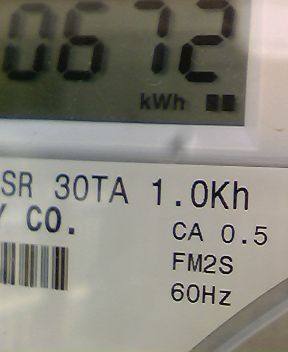 0672
kWh
SR 30TA 1.0Kh
Y CO.
CA 0.5
FM2S
60Hz